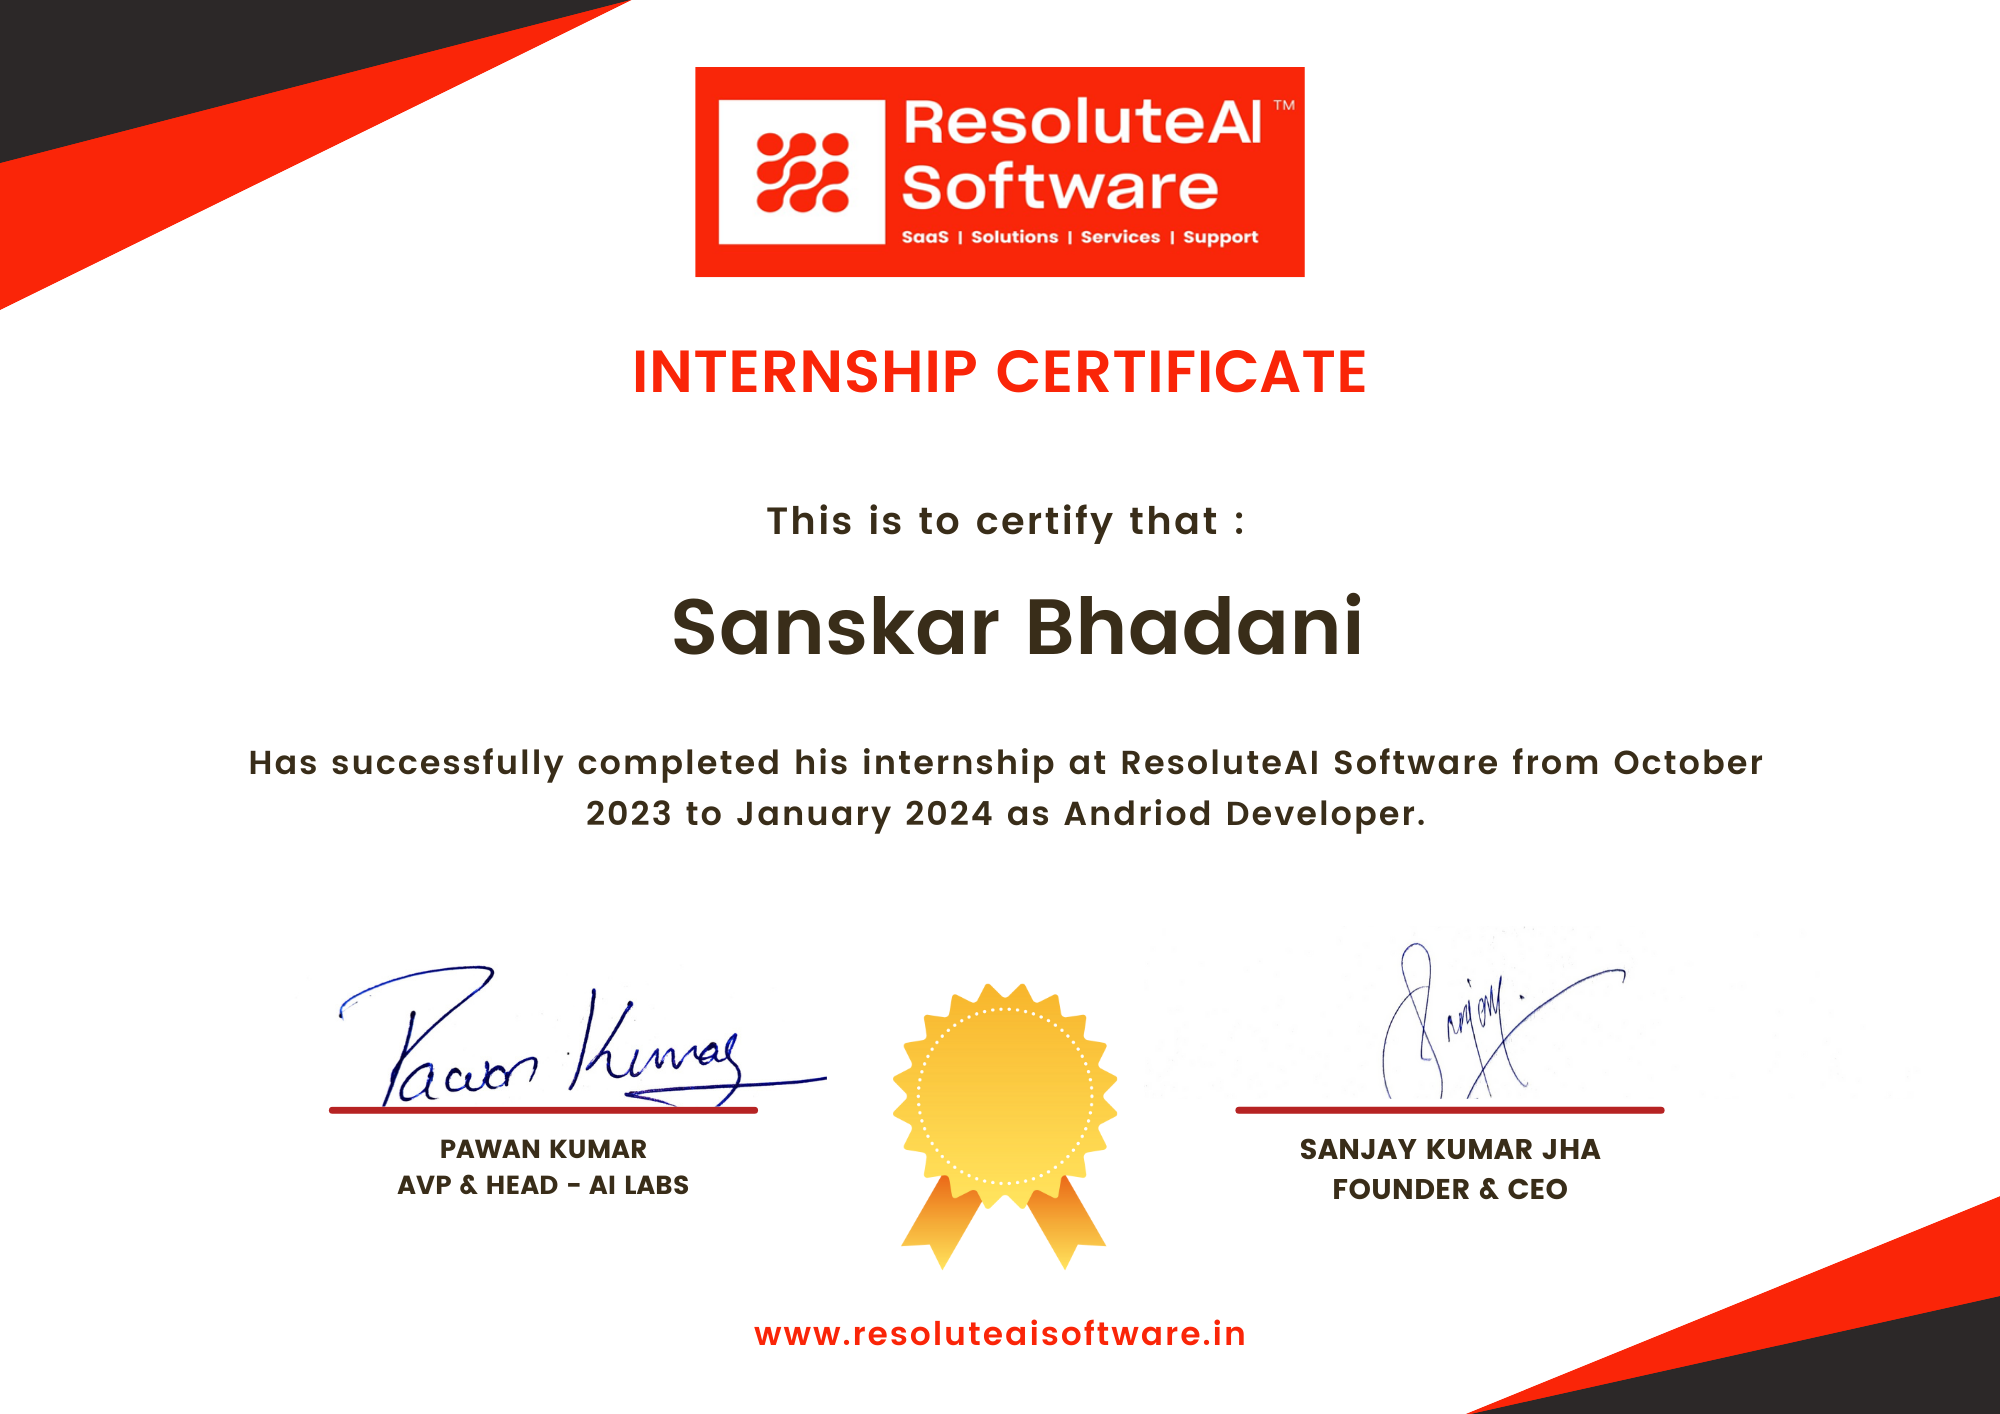 ResoluteAI ™
Software
SaaS | Solutions | Services | Support
INTERNSHIP CERTIFICATE
This is to certify that :
Sanskar Bhadani
Has successfully completed his internship at ResoluteAI Software from October
2023 to January 2024 as Andriod Developer.
Pawan Kumar
Sanjay.
PAWAN KUMAR
AVP & HEAD - AI LABS
SANJAY KUMAR JHA
FOUNDER & CEO
www.resoluteaisoftware.in